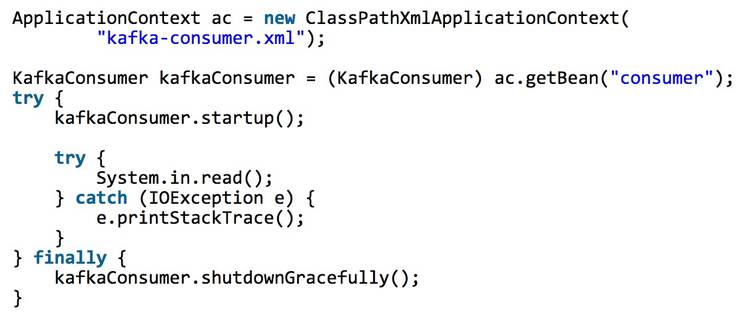 ApplicationContext ac = new ClassPathXmlApplicationContext(
        "kafka-consumer.xml");

KafkaConsumer kafkaConsumer = (KafkaConsumer) ac.getBean("consumer");
try {
    kafkaConsumer.startup();

    try {
        System.in.read();
    } catch (IOException e) {
        e.printStackTrace();
    }
} finally {
    kafkaConsumer.shutdownGracefully();
}